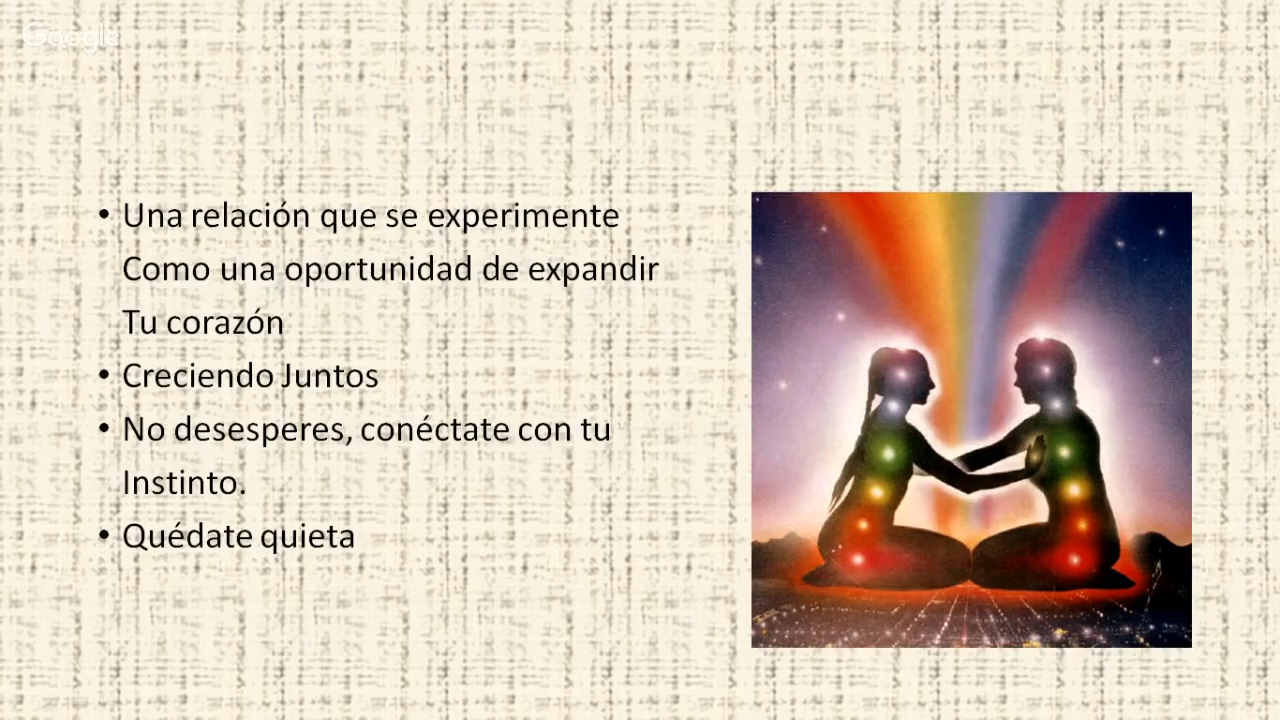 Google
• Una relación que se experimente
Como una oportunidad de expandir
Tu corazón
• Creciendo Juntos
• No desesperes, conéctate con tu
Instinto.
• Quédate quieta